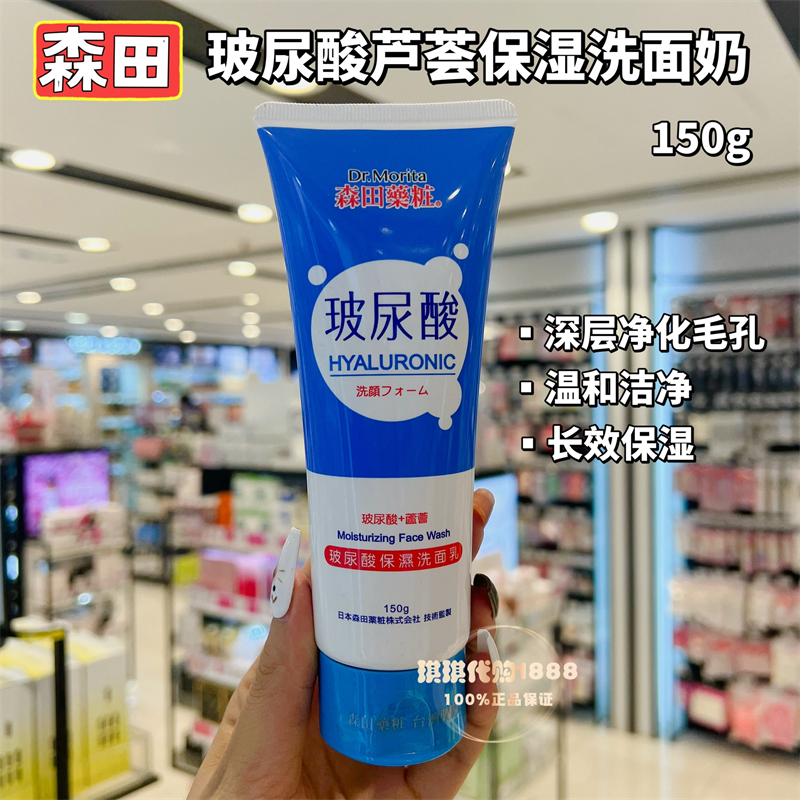 森田
玻尿酸芦荟保湿洗面奶
150g
Dr.Morita
森田藥粧®
玻尿酸
HYALURONIC
洗顔フォーム
深层净化毛孔
温和洁净
长效保湿
玻尿酸+蘆薈
Moisturizing Face Wash
玻尿酸保濕洗面乳
150g
日本森田薬粧株式会社 技術監製
琪琪代购1888
100%正品保证